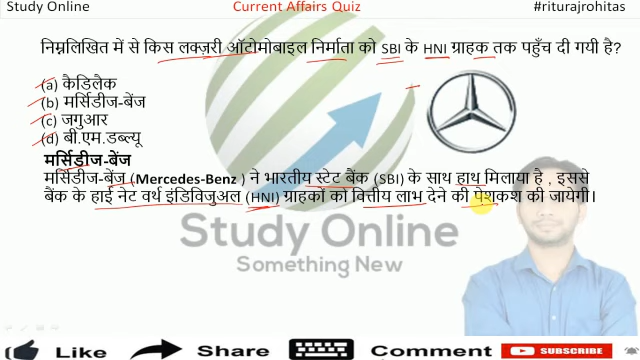 Study Online
Current Affairs Quiz
#riturajrohitas
निम्नलिखित में से किस लक्ज़री ऑटोमोबाइल निर्माता को SBI के HNI ग्राहक तक पहुँच दी गयी है?
(a) कैडिलैक
(b) मर्सिडीज-बेंज
(c) जगुआर
(d) बी.एम.डब्ल्यू
मर्सिडीज-बेंज
मर्सिडीज-बेंज (Mercedes-Benz ) ने भारतीय स्टेट बैंक (SBI) के साथ हाथ मिलाया है , इससे
बैंक के हाई नेट वर्थ इंडिविजुअल (HNI) ग्राहकों को वित्तीय लाभ देने की पेशकश की जायेगी।
Study Online
Something New
Like
Share
Comment
SUBSCRIBE